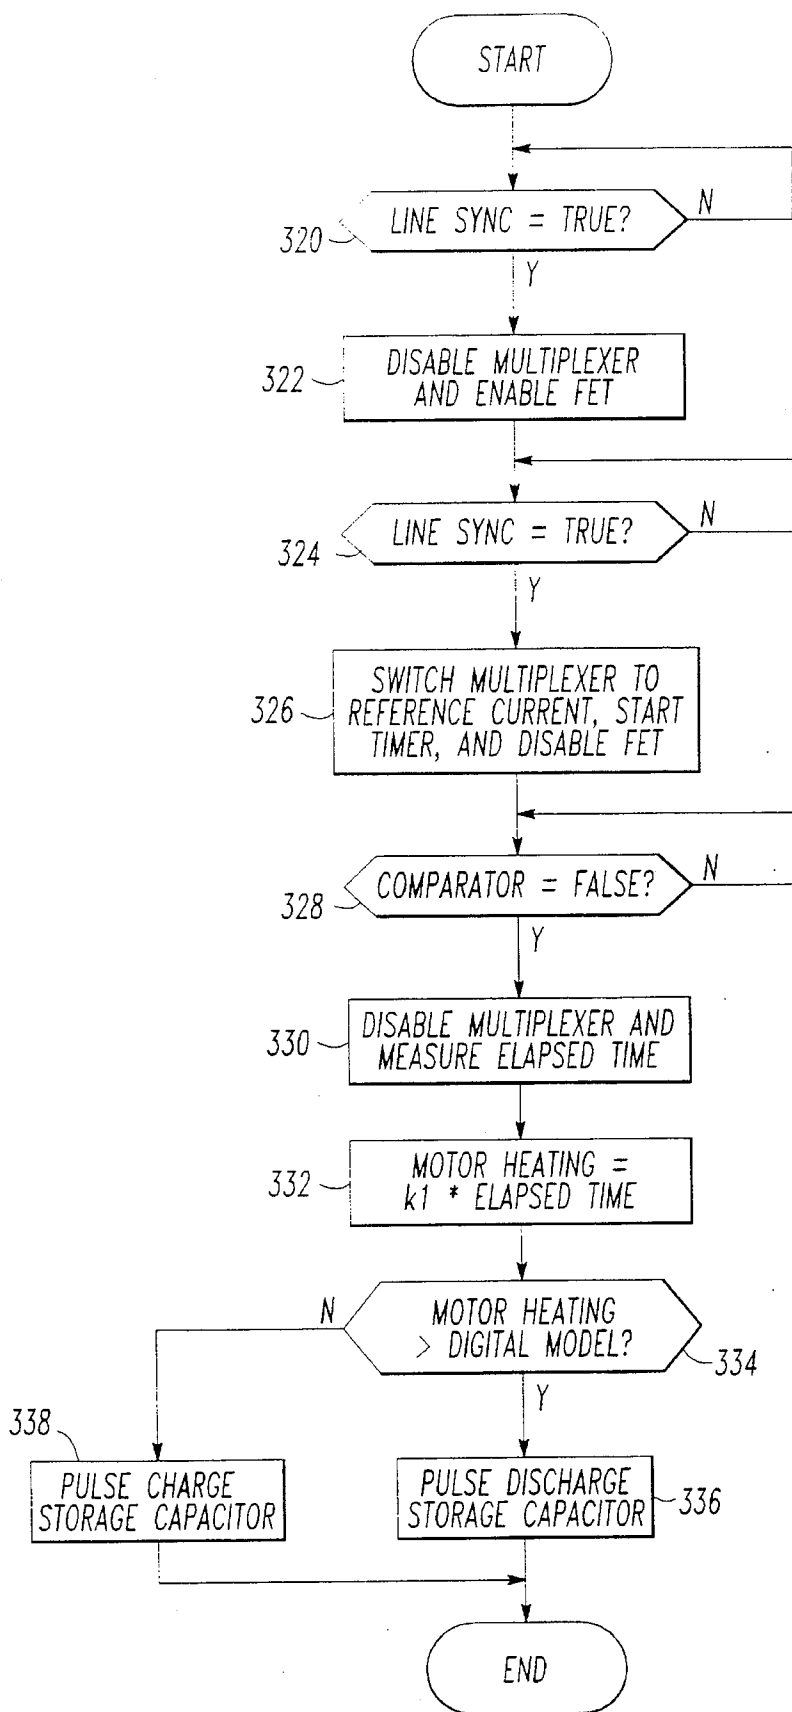 START
LINE SYNC = TRUE?
N
320
Y
322
DISABLE MULTIPLEXER
AND ENABLE FET
LINE SYNC = TRUE?
N
324
Y
326
SWITCH MULTIPLEXER TO
REFERENCE CURRENT, START
TIMER, AND DISABLE FET
COMPARATOR = FALSE?
N
328
Y
330
DISABLE MULTIPLEXER AND
MEASURE ELAPSED TIME
332
MOTOR HEATING =
k1 * ELAPSED TIME
N
MOTOR HEATING
> DIGITAL MODEL?
334
Y
338
PULSE CHARGE
STORAGE CAPACITOR
PULSE DISCHARGE
STORAGE CAPACITOR
336
END